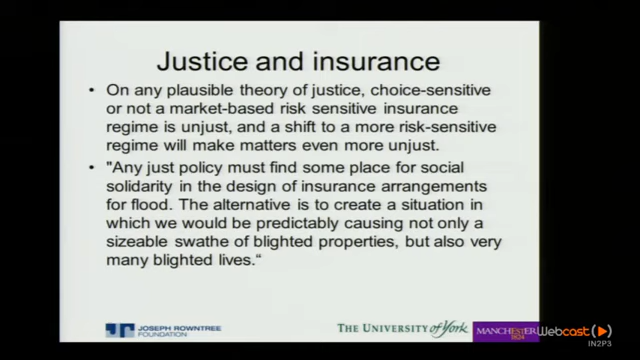 Justice and insurance
• On any plausible theory of justice, choice-sensitive
or not a market-based risk sensitive insurance
regime is unjust, and a shift to a more risk-sensitive
regime will make matters even more unjust.
• "Any just policy must find some place for social
solidarity in the design of insurance arrangements
for flood. The alternative is to create a situation in
which we would be predictably causing not only a
sizeable swathe of blighted properties, but also very
many blighted lives.“
JOSEPH ROWNTREE
FOUNDATION
THE UNIVERSITY of York
MANCHESTER
1824
Webcast
IN2P3